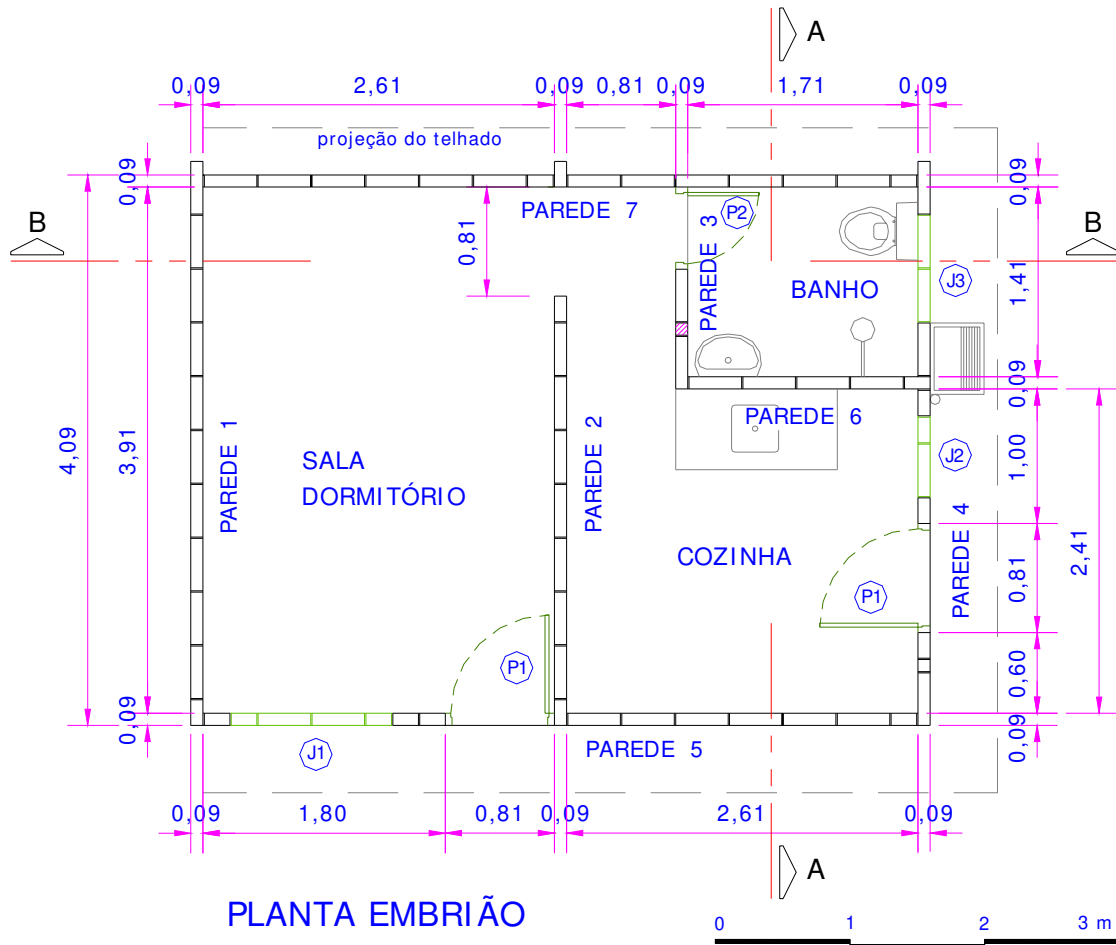 A
0,09 2,61 0,09 0,81 0,09 1,71 0,09
projeção do telhado
0,09 0,09
PAREDE 7
P2
B B
0,81
PAREDE 3
BANHO
J3
1,41
0,09
PAREDE 6
4,09
3,91
PAREDE 1
SALA
DORMITÓRIO
PAREDE 2
J2
1,00
COZINHA
PAREDE 4
2,41
P1
0,81
P1
0,60
0,09 0,09
J1
PAREDE 5
0,09 1,80 0,81 0,09 2,61 0,09
A
PLANTA EMBRIÃO
0 1 2 3 m